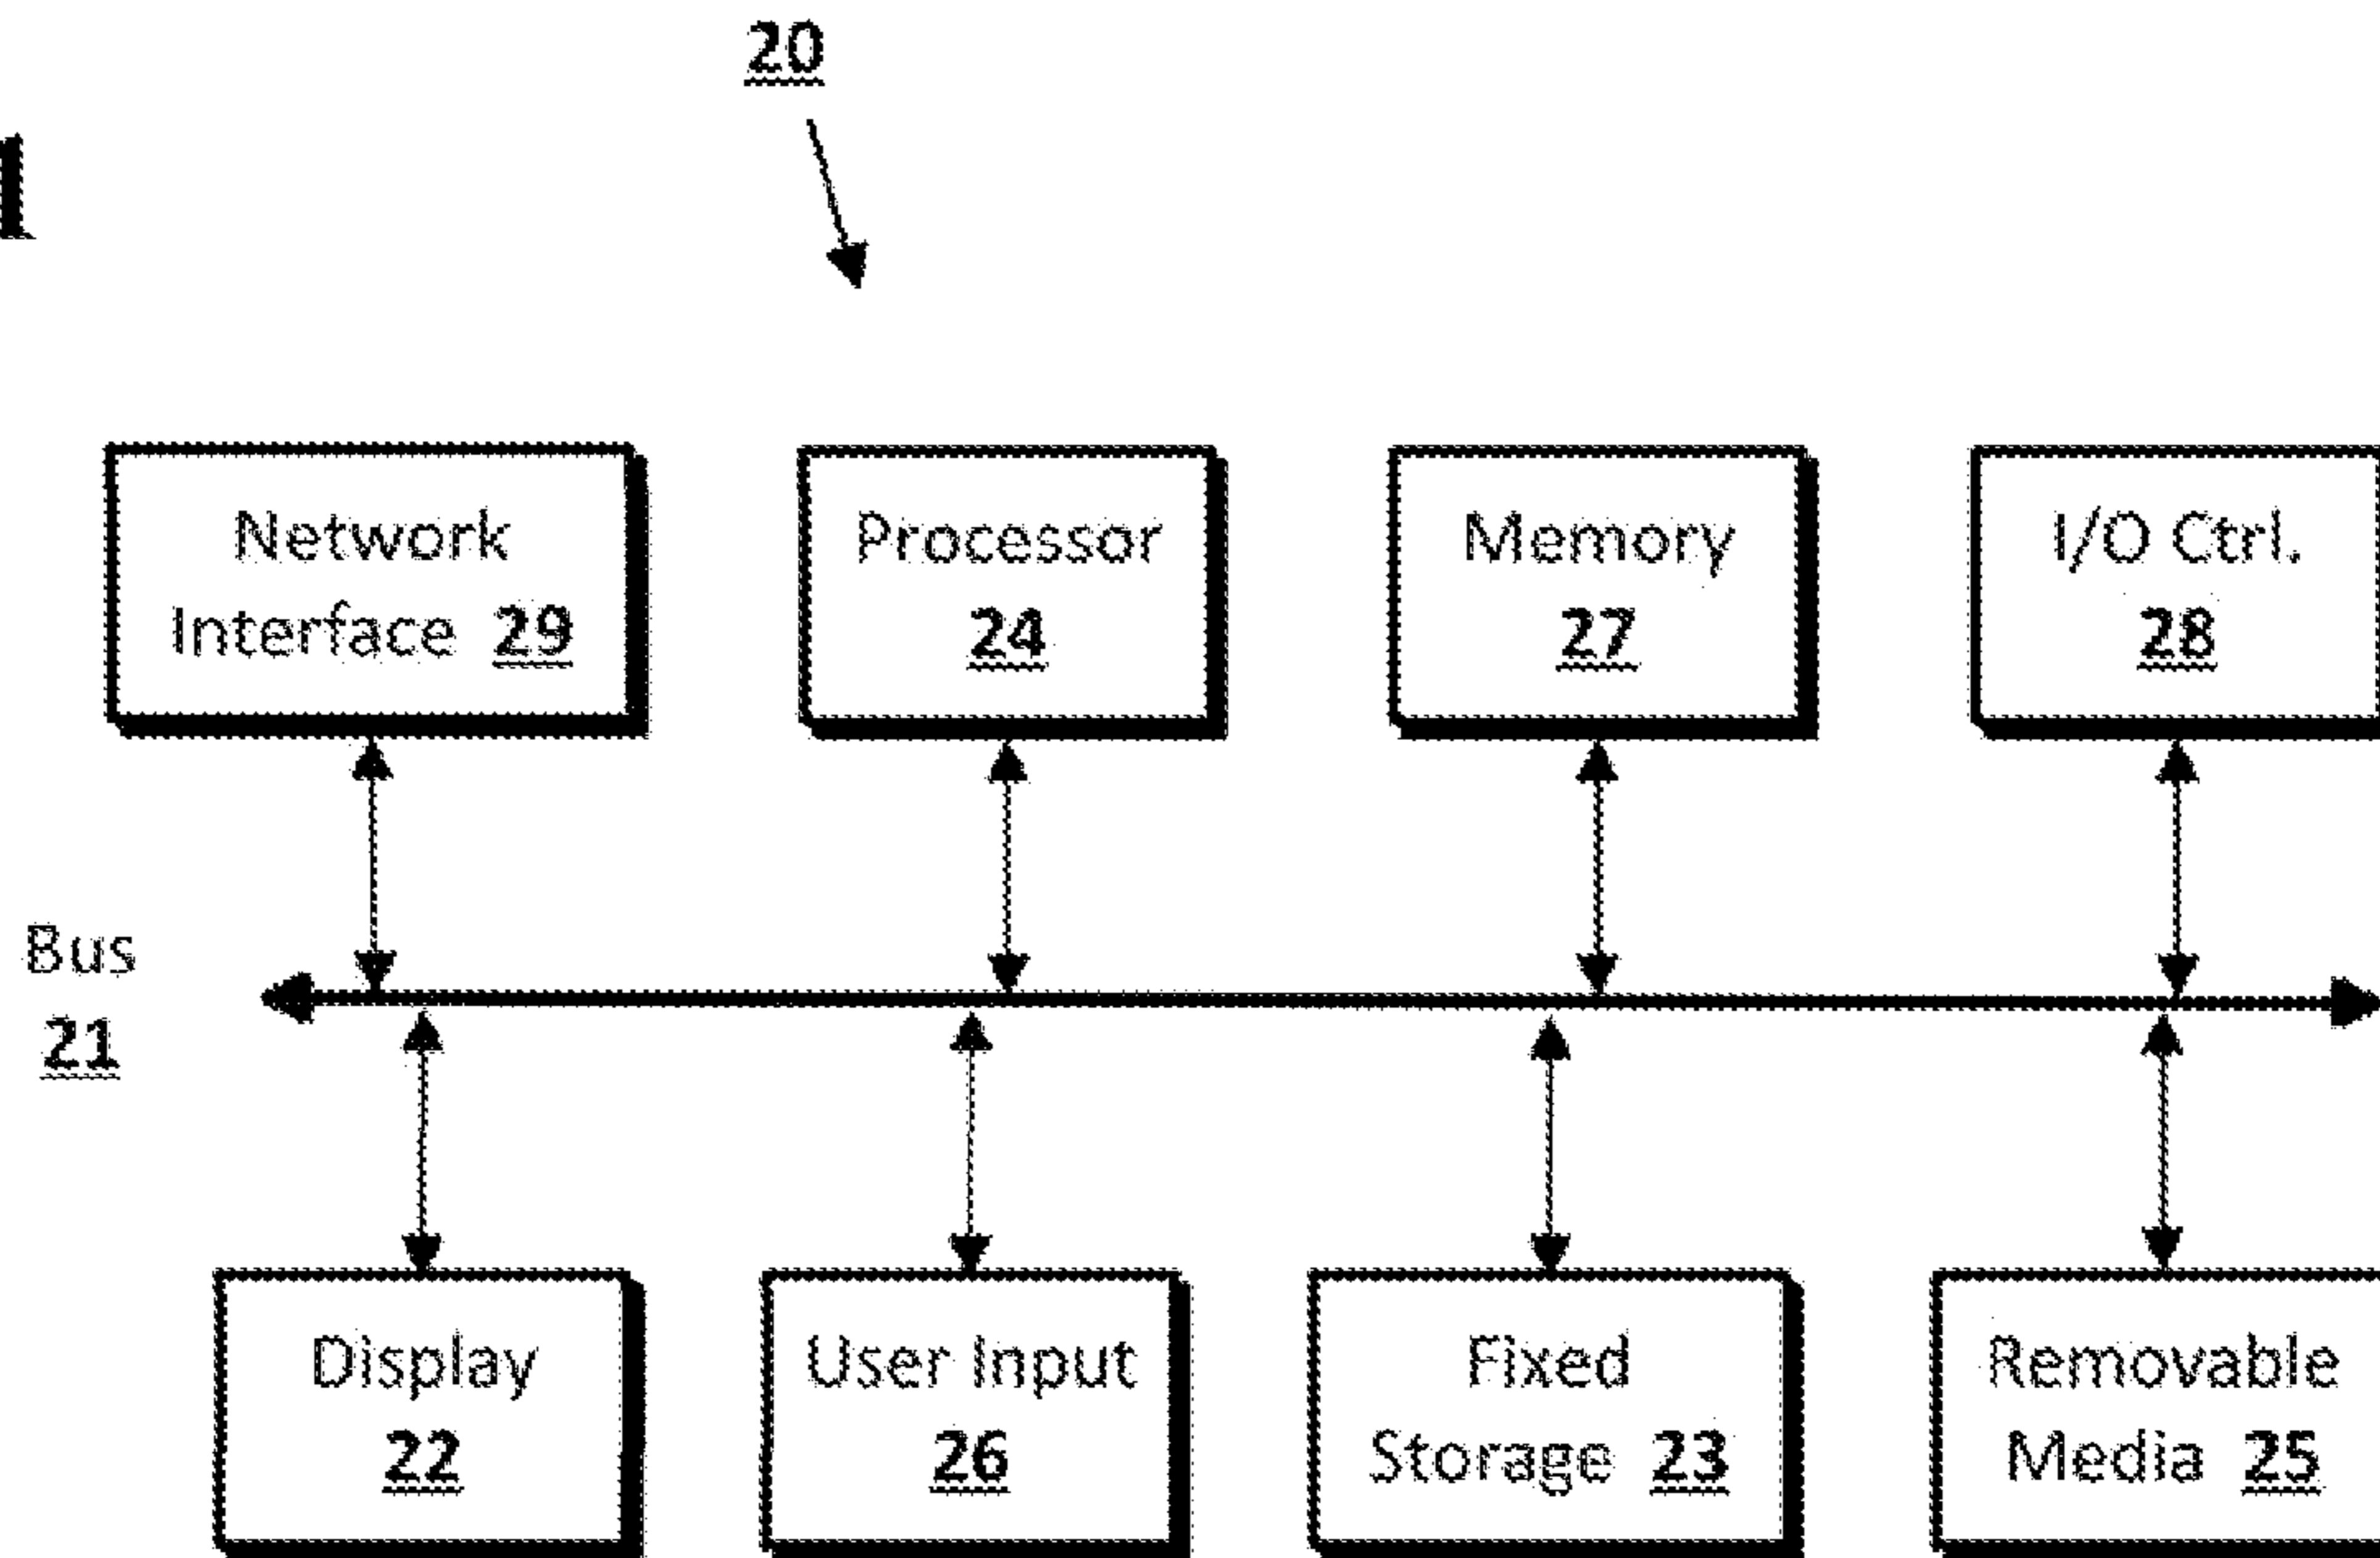 20
1
Network
Interface 29
Processor
24
Memory
27
I/O Ctrl.
28
Bus
21
Display
22
User Input
26
Fixed
Storage 23
Removable
Media 25